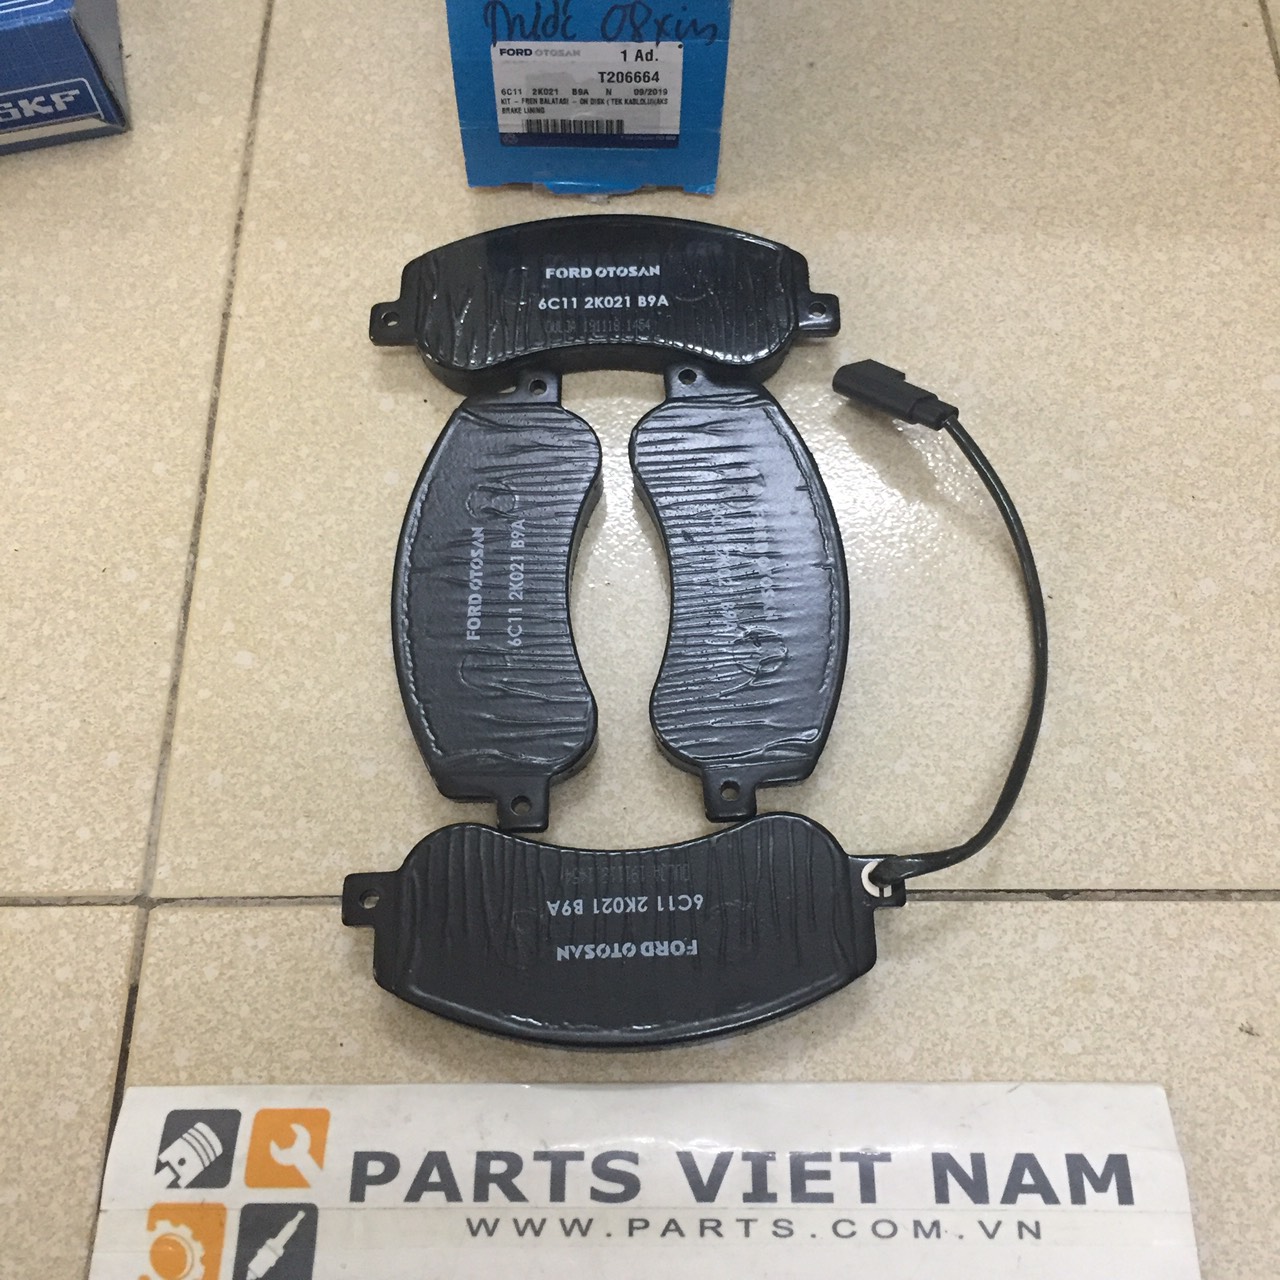 SKF
FORD OTOSAN
1 Ad.
T206664
6C11 2K021 B9A N 09/2019
KIT - FREN BALATASI - ON DISK ( TEK KABLOLU)/AKS
BRAKE LINING
FORD OTOSAN
6C11 2K021 B9A
191118 1454
FORD OTOSAN
6C11 2K021 B9A
6C11 2K021 B9A
FORD OTOSAN
PARTS VIET NAM
WWW.PARTS.COM.VN